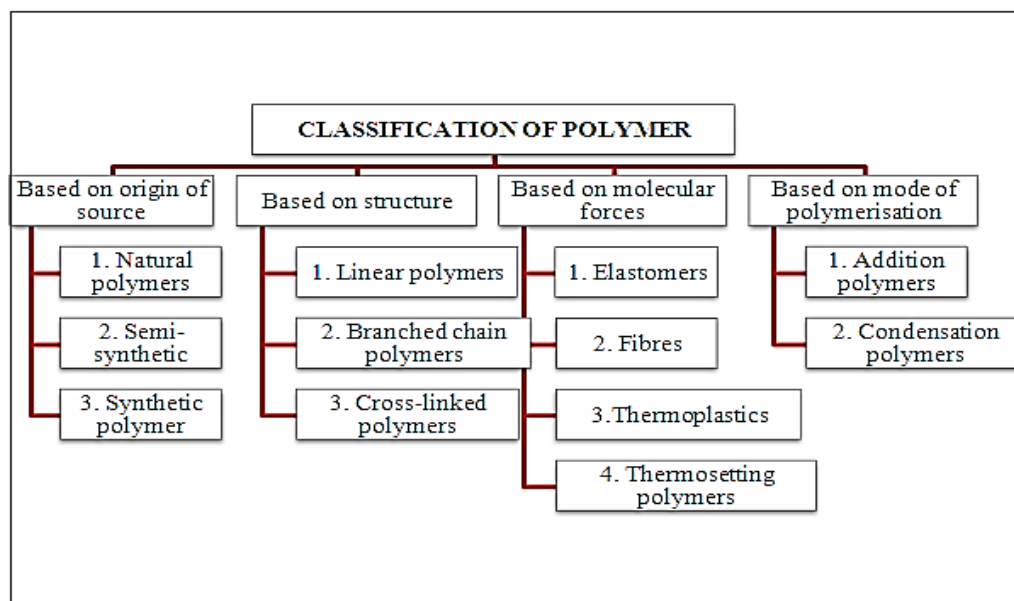 CLASSIFICATION OF POLYMER
Based on origin of
source
1. Natural
polymers
2. Semi-
synthetic
3. Synthetic
polymer
Based on structure
1. Linear polymers
2. Branched chain
polymers
3. Cross-linked
polymers
Based on molecular
forces
1. Elastomers
2. Fibres
3.Thermoplastics
4. Thermosetting
polymers
Based on mode of
polymerisation
1. Addition
polymers
2. Condensation
polymers